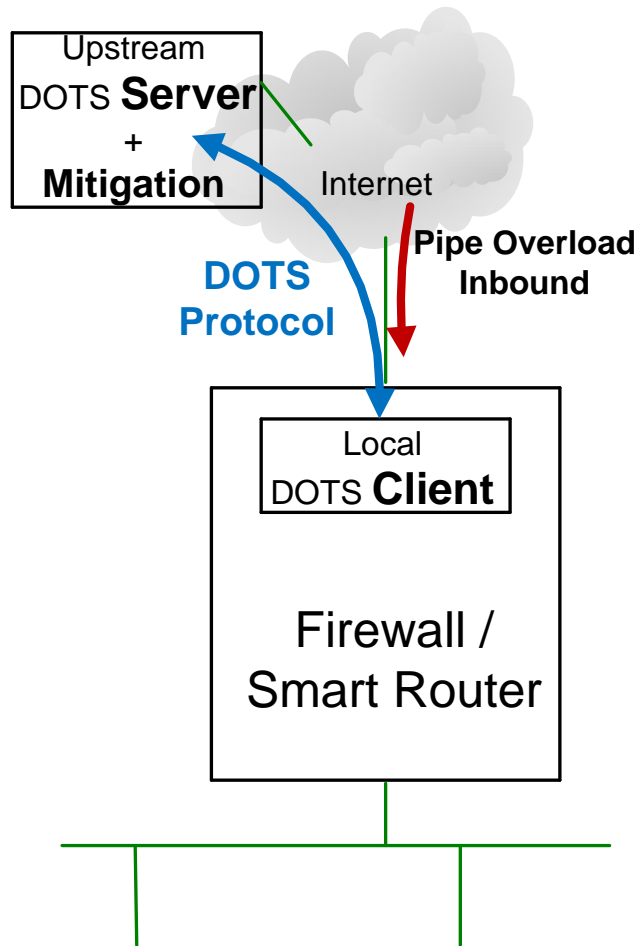 Upstream
DOTS Server
+
Mitigation
Internet
Pipe Overload
Inbound
DOTS
Protocol
Local
DOTS Client
Firewall /
Smart Router